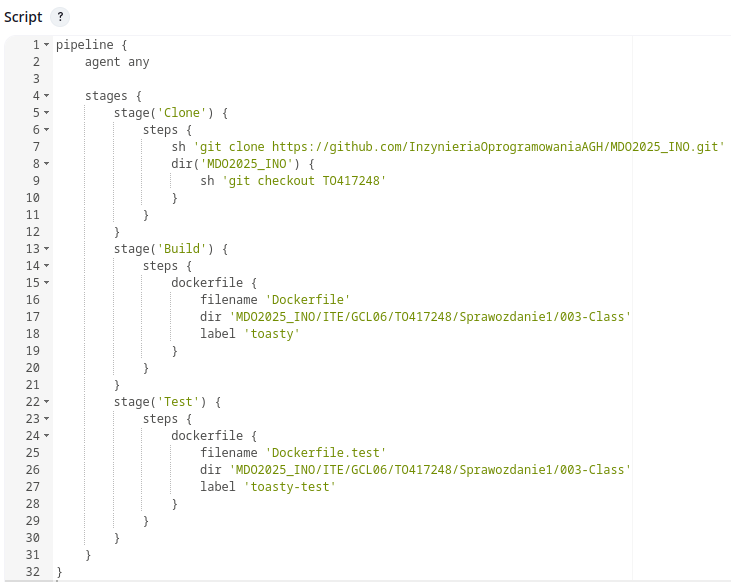 Script ?
1 pipeline {
2     agent any
3
4     stages {
5         stage('Clone') {
6             steps {
7                 sh 'git clone https://github.com/InzynieriaOprogramowaniaAGH/MDO2025_INO.git'
8                 dir('MDO2025_INO') {
9                     sh 'git checkout TO417248'
10                 }
11             }
12         }
13         stage('Build') {
14             steps {
15                 dockerfile {
16                     filename 'Dockerfile'
17                     dir 'MDO2025_INO/ITE/GCL06/TO417248/Sprawozdanie1/003-Class'
18                     label 'toasty'
19                 }
20             }
21         }
22         stage('Test') {
23             steps {
24                 dockerfile {
25                     filename 'Dockerfile.test'
26                     dir 'MDO2025_INO/ITE/GCL06/TO417248/Sprawozdanie1/003-Class'
27                     label 'toasty-test'
28                 }
29             }
30         }
31     }
32 }